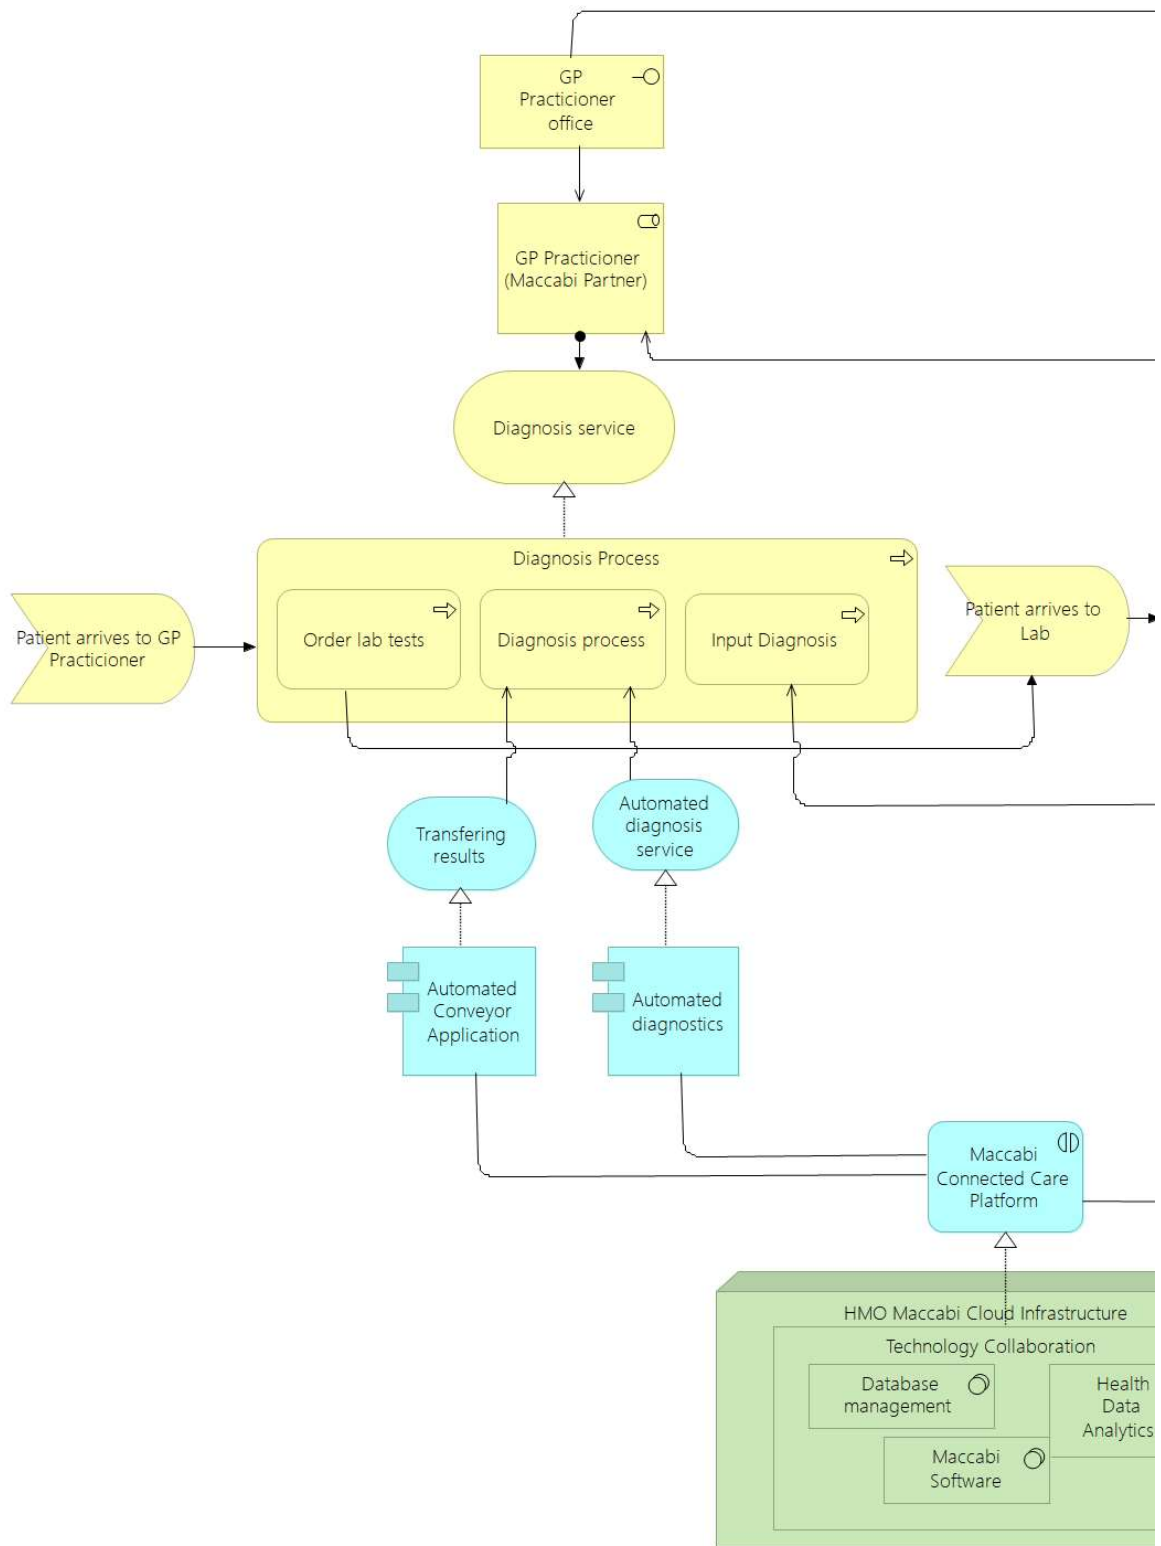 GP
Practicioner
office
GP Practicioner
(Maccabi Partner)
Diagnosis service
Diagnosis Process
Patient arrives to GP
Practicioner
Order lab tests
Diagnosis process
Input Diagnosis
Patient arrives to
Lab
Transfering
results
Automated
diagnosis
service
Automated
Conveyor
Application
Automated
diagnostics
Maccabi
Connected Care
Platform
HMO Maccabi Cloud Infrastructure
Technology Collaboration
Database
management
Health
Data
Analytics
Maccabi
Software